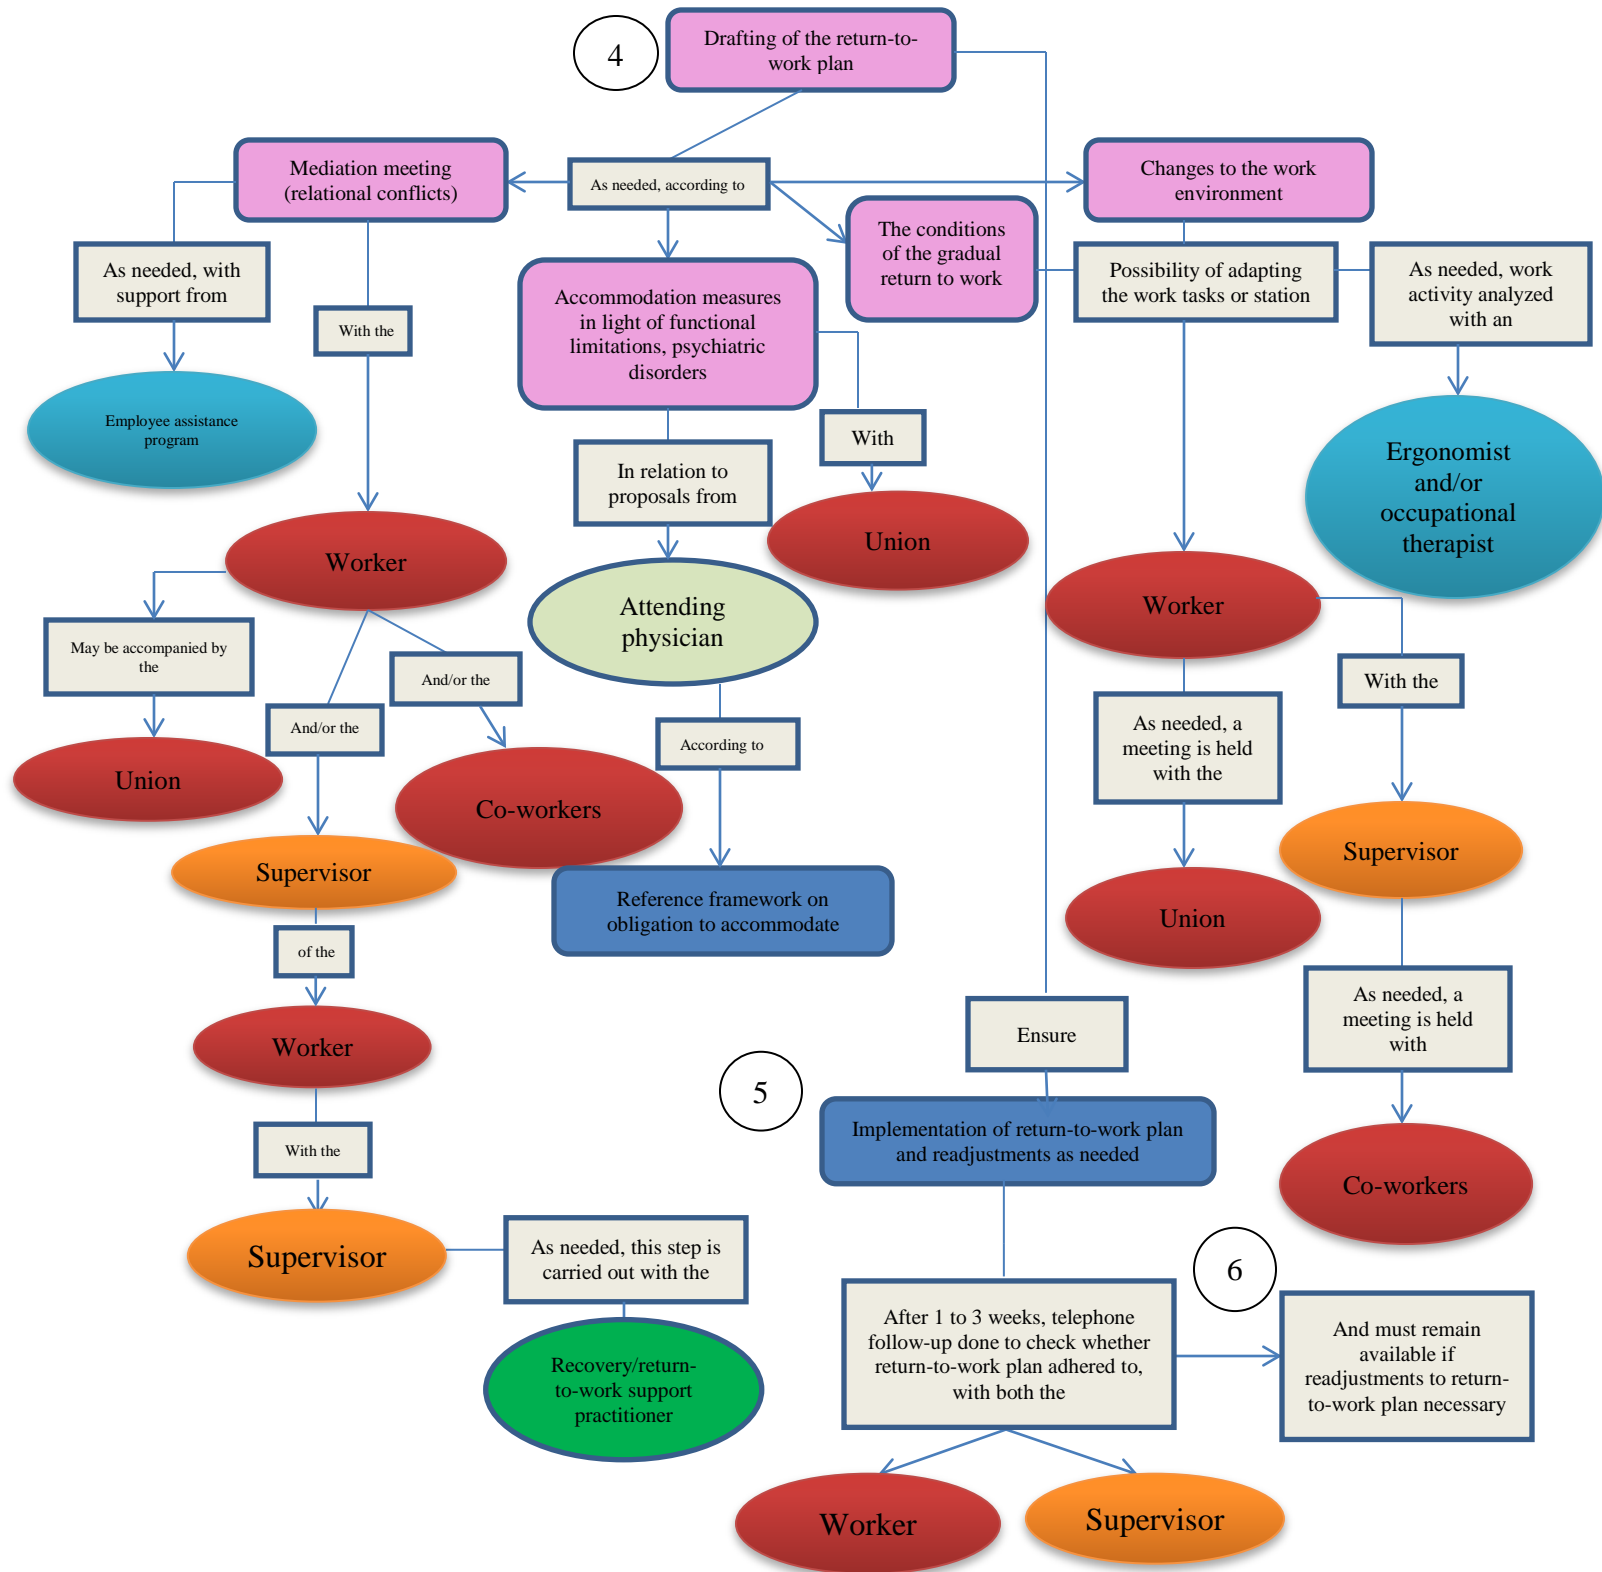 4
Drafting of the return-to-
work plan
Mediation meeting
(relational conflicts)
As needed, according to
Changes to the work
environment
The conditions
of the gradual
return to work
As needed, with
support from
With the
Accommodation measures
in light of functional
limitations, psychiatric
disorders
Possibility of adapting
the work tasks or station
As needed, work
activity analyzed
with an
Employee assistance
program
With
In relation to
proposals from
Ergonomist
and/or
occupational
therapist
Worker
Union
Attending
physician
Worker
May be accompanied by
the
And/or the
And/or the
With the
According to
As needed, a
meeting is held
with the
Union
Co-workers
Supervisor
Supervisor
Reference framework on
obligation to accommodate
Union
of the
Worker
Ensure
As needed, a
meeting is held
with
5
With the
Implementation of return-to-work plan
and readjustments as needed
Co-workers
Supervisor
As needed, this step is
carried out with the
6
After 1 to 3 weeks, telephone
follow-up done to check whether
return-to-work plan adhered to,
with both the
And must remain
available if
readjustments to return-
to-work plan necessary
Recovery/return-
to-work support
practitioner
Worker
Supervisor